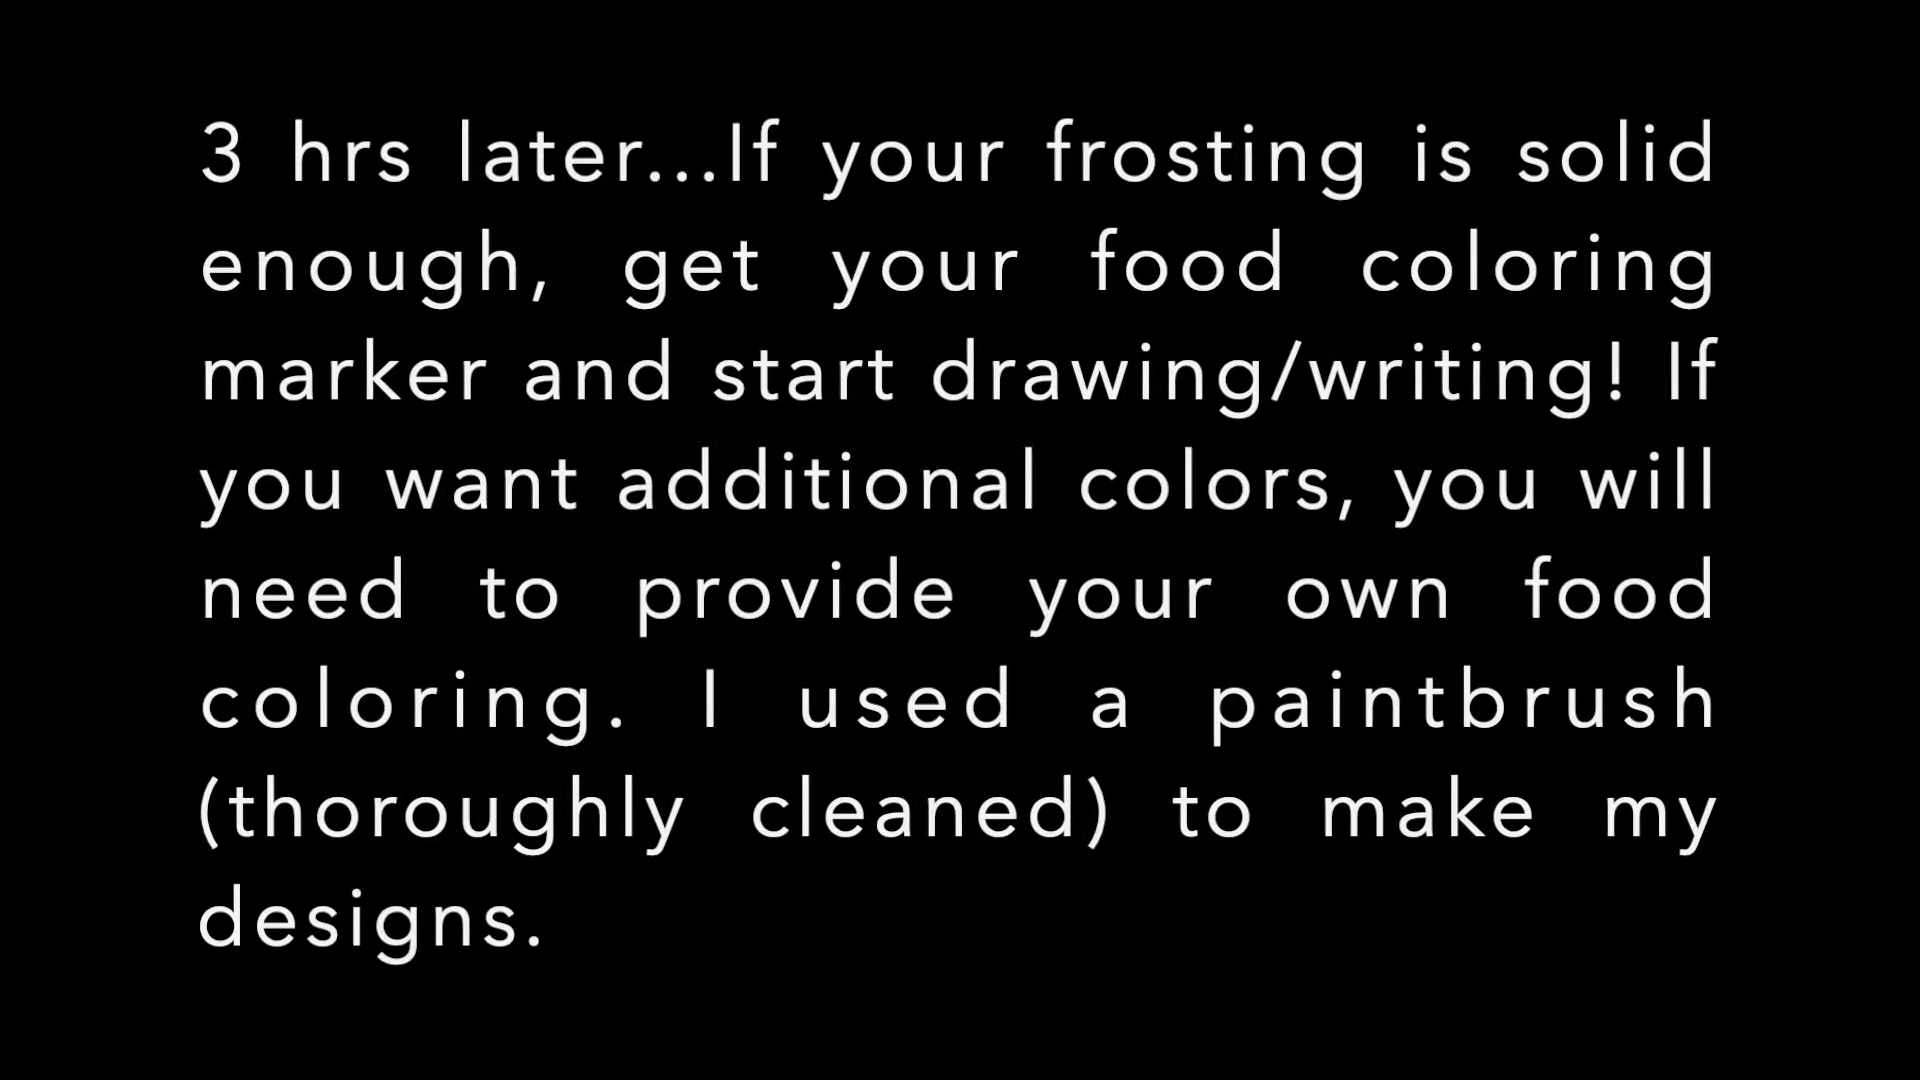 3 hrs later...If your frosting is solid
enough, get your food coloring
marker and start drawing/writing! If
you want additional colors, you will
need to provide your own food
coloring. I used a paintbrush
(thoroughly cleaned) to make my
designs.